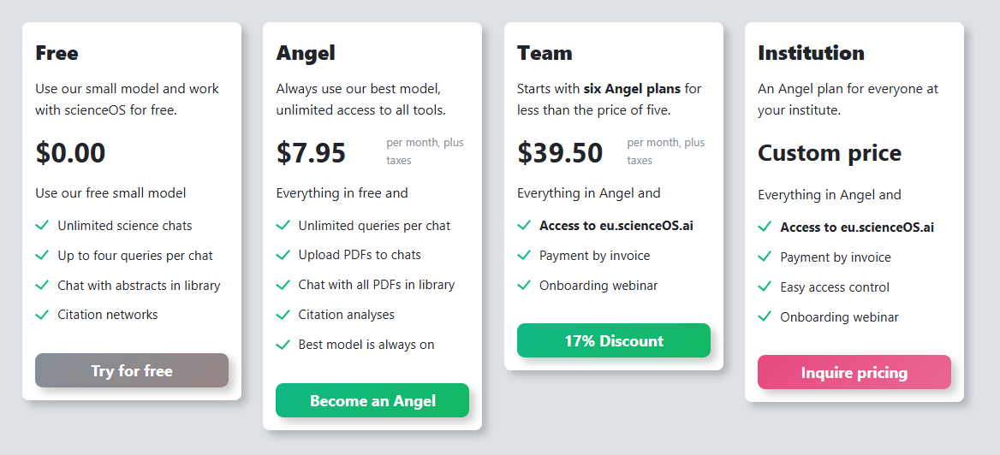 Free
Use our small model and work
with scienceOS for free.
$0.00
Use our free small model
Unlimited science chats
Up to four queries per chat
Chat with abstracts in library
Citation networks
Try for free
Angel
Always use our best model,
unlimited access to all tools.
$7.95
per month, plus
taxes
Everything in free and
Unlimited queries per chat
Upload PDFs to chats
Chat with all PDFs in library
Citation analyses
Best model is always on
Become an Angel
Team
Starts with six Angel plans for
less than the price of five.
$39.50
per month, plus
taxes
Everything in Angel and
Access to eu.scienceOS.ai
Payment by invoice
Onboarding webinar
17% Discount
Institution
An Angel plan for everyone at
your institute.
Custom price
Everything in Angel and
Access to eu.scienceOS.ai
Payment by invoice
Easy access control
Onboarding webinar
Inquire pricing